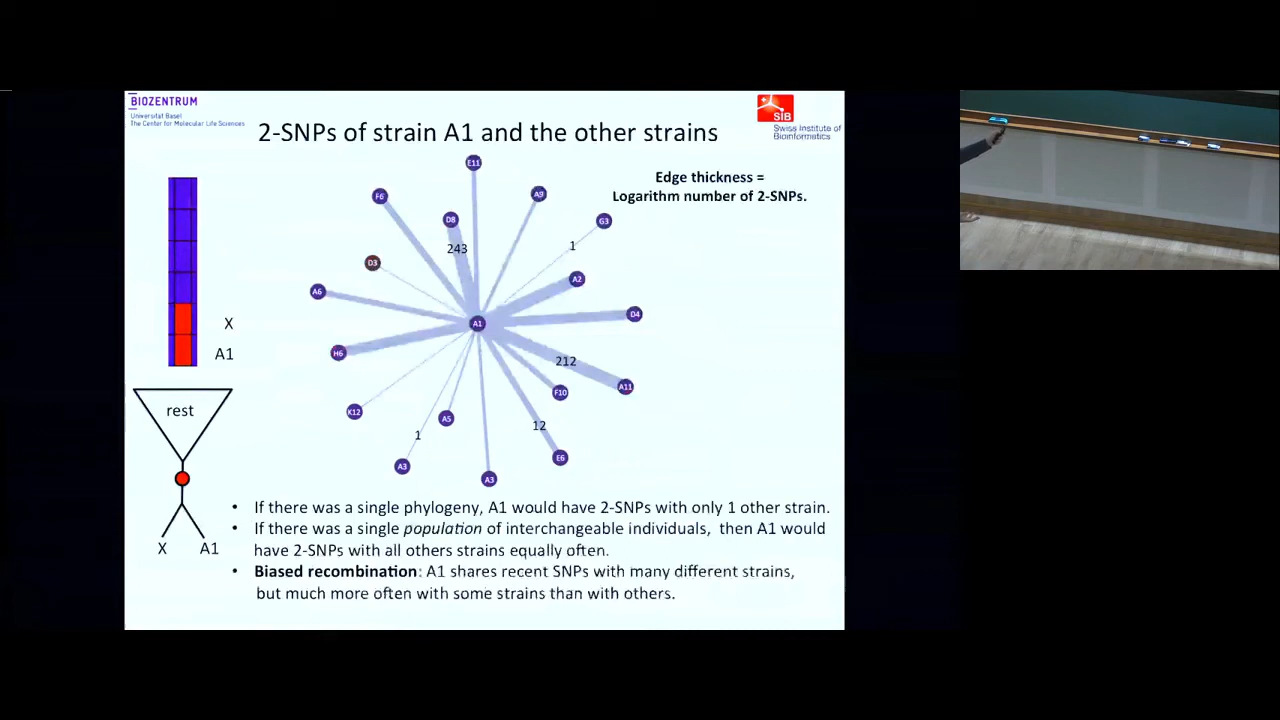 BIOZENTRUM
Universität Basel
The Center for Molecular Life Sciences
SIB
Swiss Institute of
Bioinformatics
2-SNPs of strain A1 and the other strains
Edge thickness =
Logarithm number of 2-SNPs.
E11
F6
A9
D8
G3
243
1
D3
A2
A6
D4
A1
H6
212
A11
F10
K12
A5
12
1
E6
A3
A3
X
A1
rest
X
A1
• If there was a single phylogeny, A1 would have 2-SNPs with only 1 other strain.
• If there was a single population of interchangeable individuals, then A1 would
have 2-SNPs with all others strains equally often.
• Biased recombination: A1 shares recent SNPs with many different strains,
but much more often with some strains than with others.